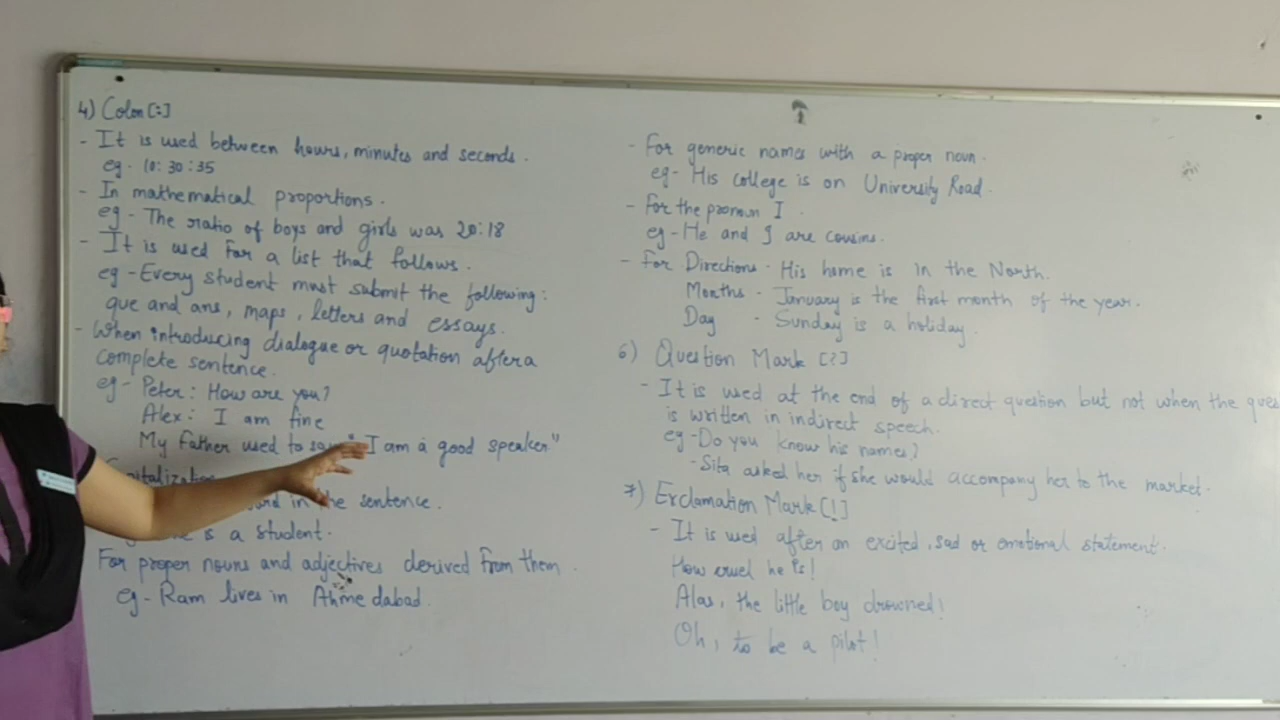 4) Colon [:]
- It is used between hours, minutes and seconds.
eg. 10:30:35
- In mathematical proportions.
eg - The ratio of boys and girls was 20:18
- It is used for a list that follows.
eg - Every student must submit the following:
que and ans, maps, letters and essays.
- When introducing dialogue or quotation after a
complete sentence.
eg - Peter: How are you?
Alex: I am fine
My father used to say "I am a good speaker"
in the sentence.
is a student.
For proper nouns and adjectives derived from them.
eg - Ram lives in Ahmedabad.
- For generic names with a proper noun.
eg - His college is on University Road.
- For the pronoun I.
eg - He and I are cousins.
- For Directions - His home is in the North.
Months - January is the first month of the year.
Day - Sunday is a holiday.
6) Question Mark [?]
- It is used at the end of a direct question but not when the ques
is written in indirect speech.
eg - Do you know his names?
- Sita asked her if she would accompany her to the market.
7) Exclamation Mark [!]
- It is used after an excited, sad or emotional statement.
How cruel he is!
Alas, the little boy drowned!
Oh, to be a pilot!